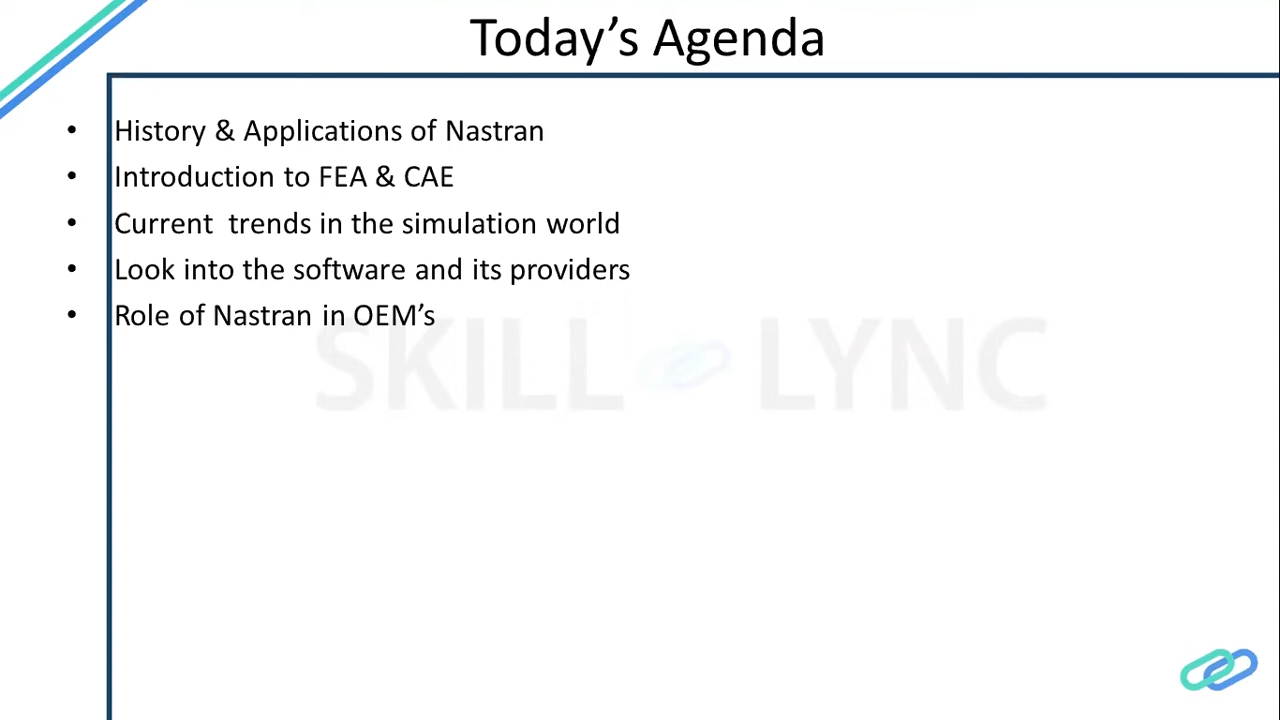 Today’s Agenda
• History & Applications of Nastran
• Introduction to FEA & CAE
• Current  trends in the simulation world
• Look into the software and its providers
• Role of Nastran in OEM’s
SKILL LYNC